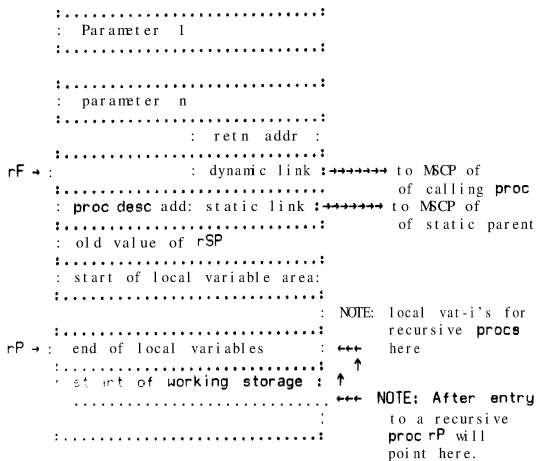 : Parameter 1
: parameter n
: retn addr :
rF → : : dynamic link :→→→→→→→ to MSCP of
of calling proc
: proc desc add: static link :→→→→→→→ to MSCP of
of static parent
: old value of rSP
: start of local variable area:
: NOTE: local vat-i's for
recursive procs
rP → : end of local variables : ←←← here
↑
: start of working storage : ↑
←←← NOTE: After entry
: to a recursive
proc rP will
point here.